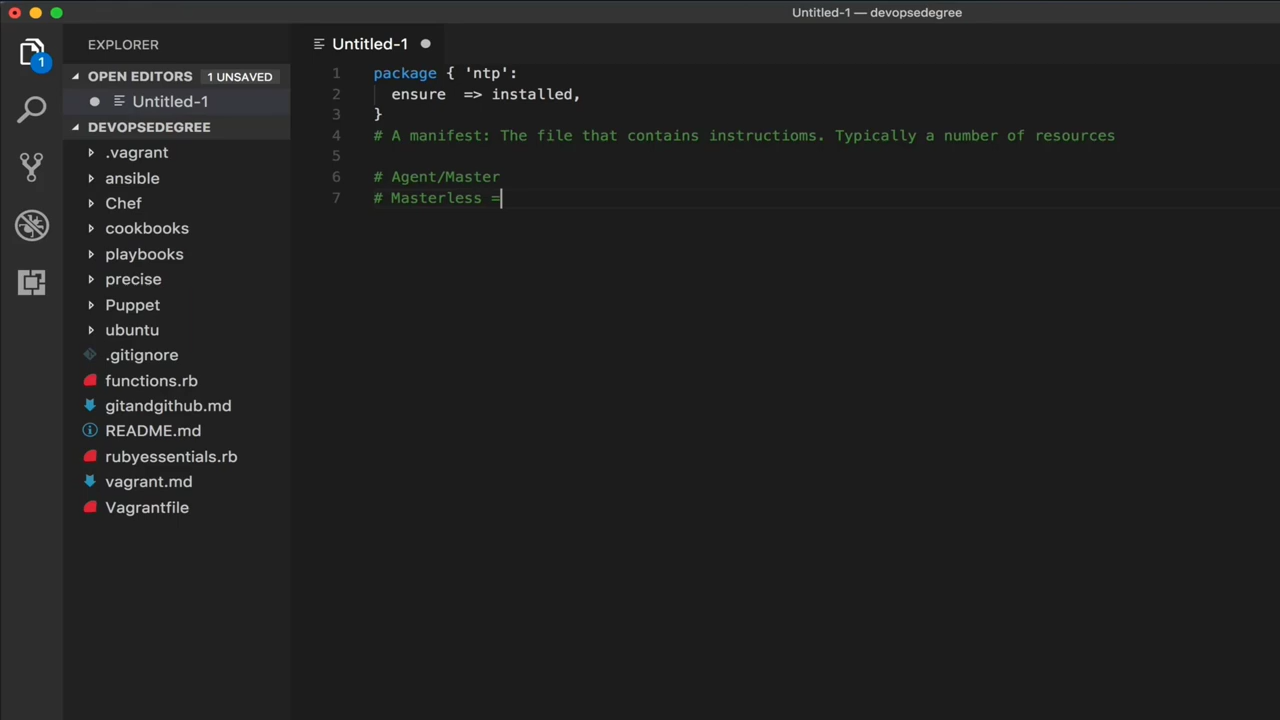 Untitled-1 — devopsedegree
EXPLORER
OPEN EDITORS 1 UNSAVED
Untitled-1
DEVOPSEDEGREE
.vagrant
ansible
Chef
cookbooks
playbooks
precise
Puppet
ubuntu
.gitignore
functions.rb
gitandgithub.md
README.md
rubyessentials.rb
vagrant.md
Vagrantfile
1
Untitled-1
1 package { 'ntp':
2 ensure => installed,
3 }
4 # A manifest: The file that contains instructioms. Typically a number of resources
5
6 # Agent/Master
7 # Masterless =